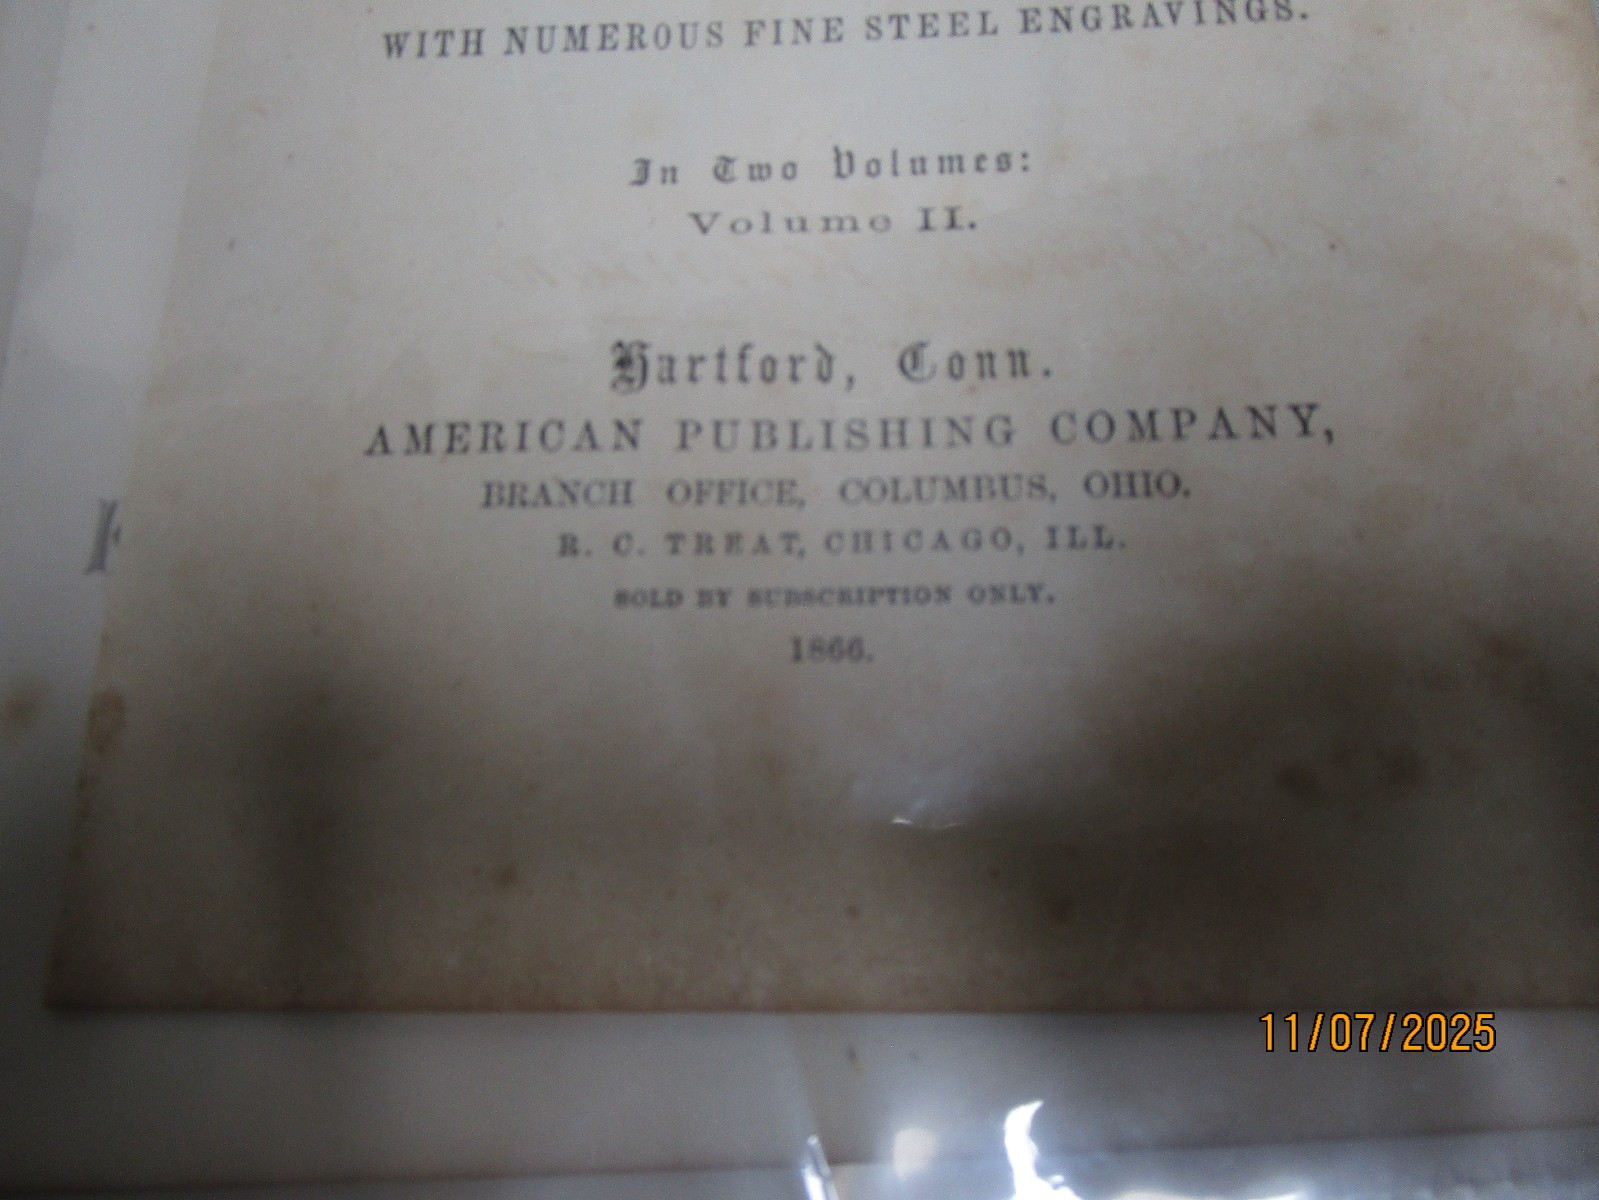 WITH NUMEROUS FINE STEEL ENGRAVINGS.
In Two Volumes:
Volume II.
Hartford, Conn.
AMERICAN PUBLISHING COMPANY,
BRANCH OFFICE, COLUMBUS, OHIO.
R. C. TREAT, CHICAGO, ILL.
SOLD BY SUBSCRIPTION ONLY.
1866.
11/07/2025